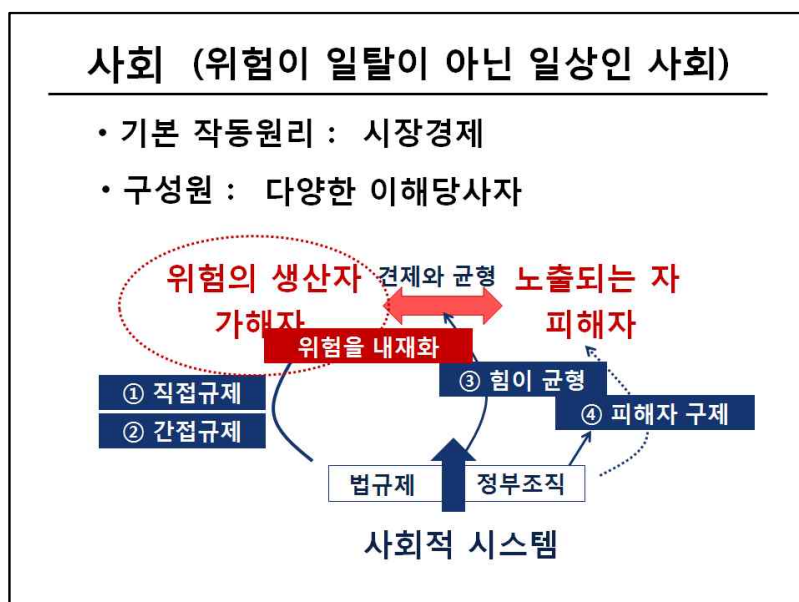 사회 (위험이 일탈이 아닌 일상인 사회)
• 기본 작동원리 : 시장경제
• 구성원 : 다양한 이해당사자
위험의 생산자
가해자
견제와 균형
노출되는 자
피해자
위험을 내재화
① 직접규제
② 간접규제
③ 힘이 균형
④ 피해자 구제
법규제
정부조직
사회적 시스템